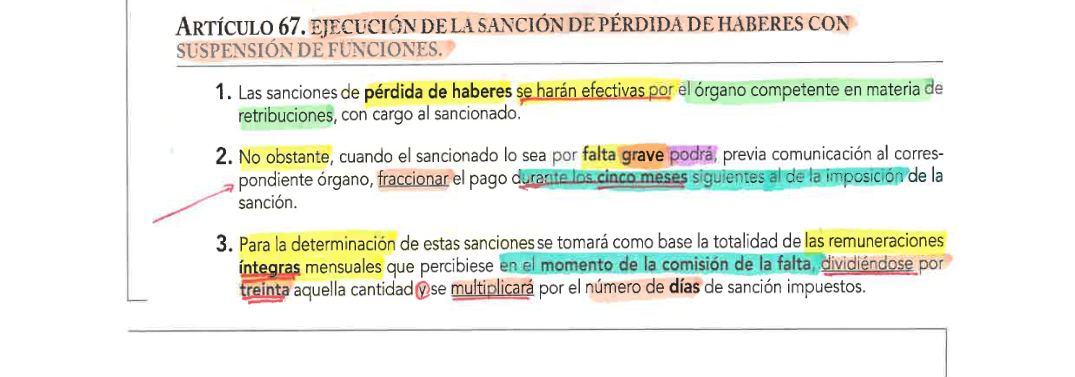 ARTÍCULO 67. EJECUCIÓN DE LA SANCIÓN DE PÉRDIDA DE HABERES CON
SUSPENSIÓN DE FUNCIONES.
1. Las sanciones de pérdida de haberes se harán efectivas por el órgano competente en materia de
retribuciones, con cargo al sancionado.
2. No obstante, cuando el sancionado lo sea por falta grave podrá, previa comunicación al corres-
pondiente órgano, fraccionar el pago durante los cinco meses siguientes al de la imposición de la
sanción.
3. Para la determinación de estas sanciones se tomará como base la totalidad de las remuneraciones
íntegras mensuales que percibiese en el momento de la comisión de la falta, dividiéndose por
treinta aquella cantidad y se multiplicará por el número de días de sanción impuestos.